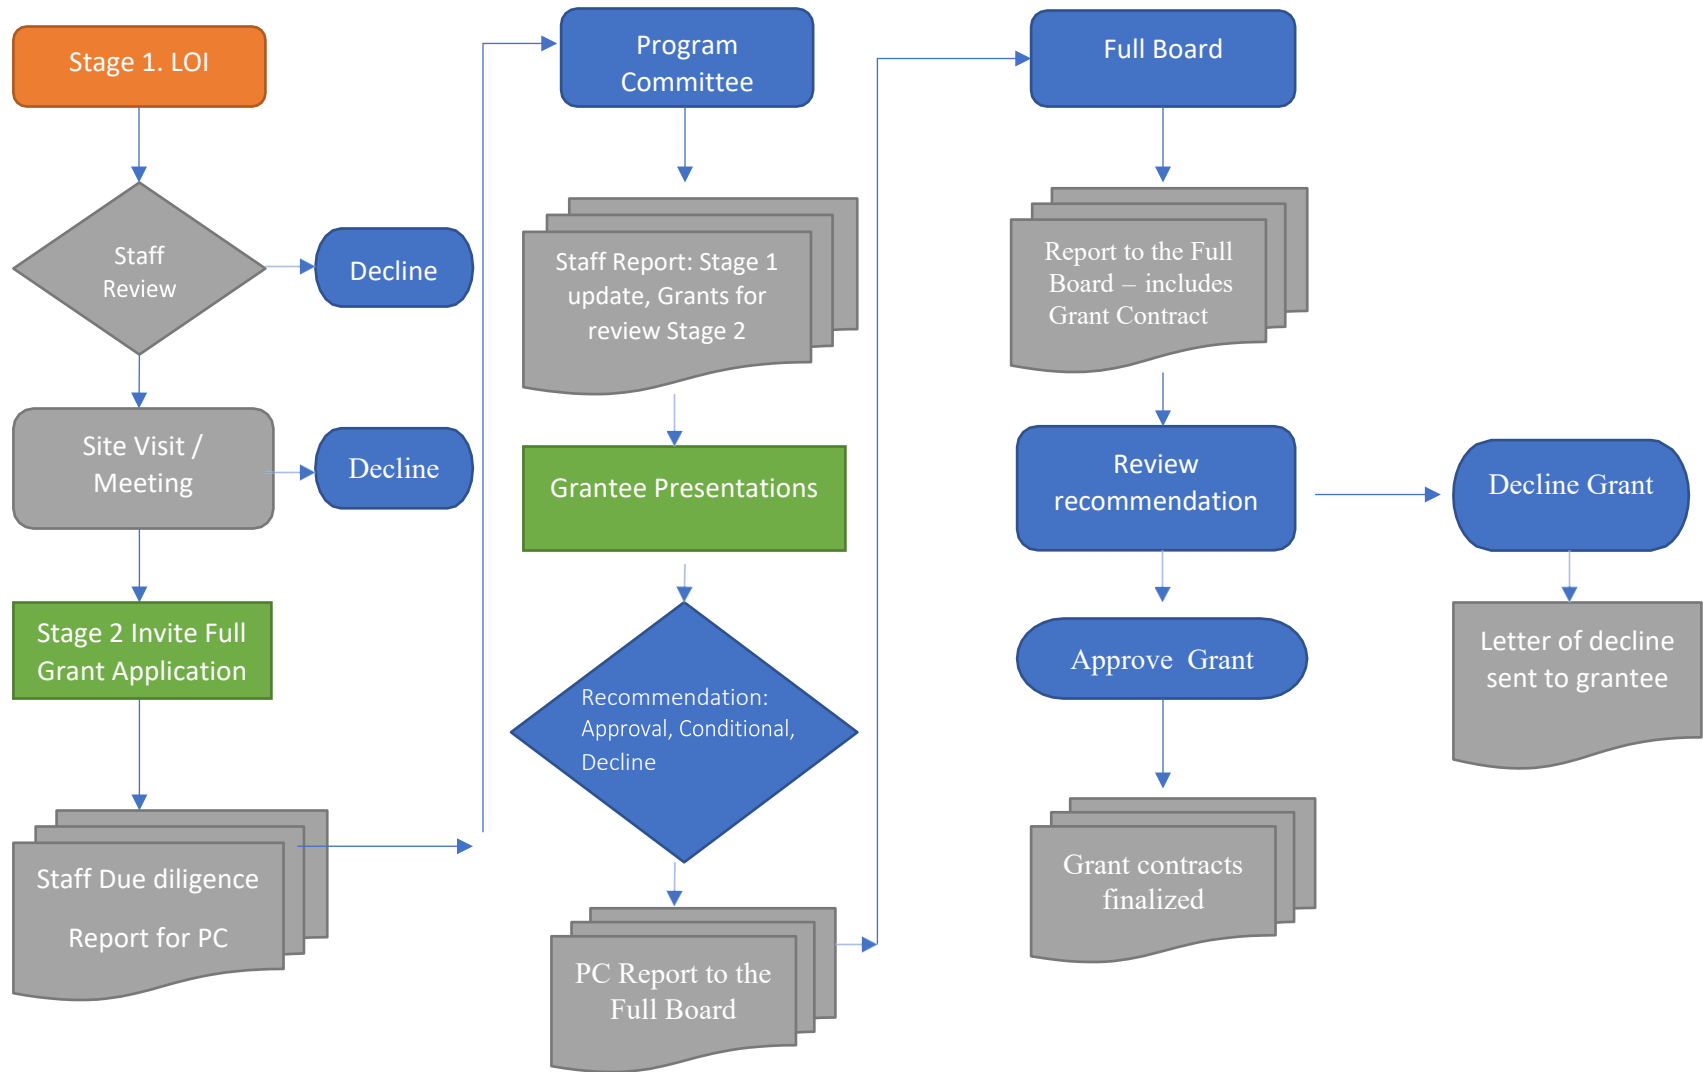 Stage 1. LOI
Staff
Review
Decline
Site Visit /
Meeting
Decline
Stage 2 Invite Full
Grant Application
Staff Due diligence
Report for PC
Program
Committee
Staff Report: Stage 1
update, Grants for
review Stage 2
Grantee Presentations
Recommendation:
Approval, Conditional,
Decline
PC Report to the
Full Board
Full Board
Report to the Full
Board – includes
Grant Contract
Review
recommendation
Decline Grant
Approve Grant
Letter of decline
sent to grantee
Grant contracts
finalized